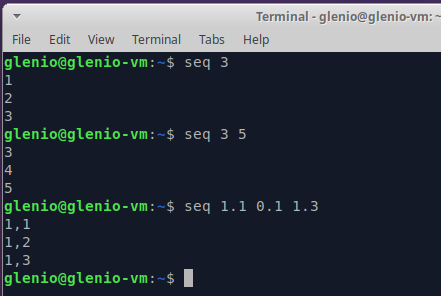 Terminal - glenio@glenio-vm: ~
File Edit View Terminal Tabs Help
glenio@glenio-vm:~$ seq 3
1
2
3
glenio@glenio-vm:~$ seq 3 5
3
4
5
glenio@glenio-vm:~$ seq 1.1 0.1 1.3
1,1
1,2
1,3
glenio@glenio-vm:~$